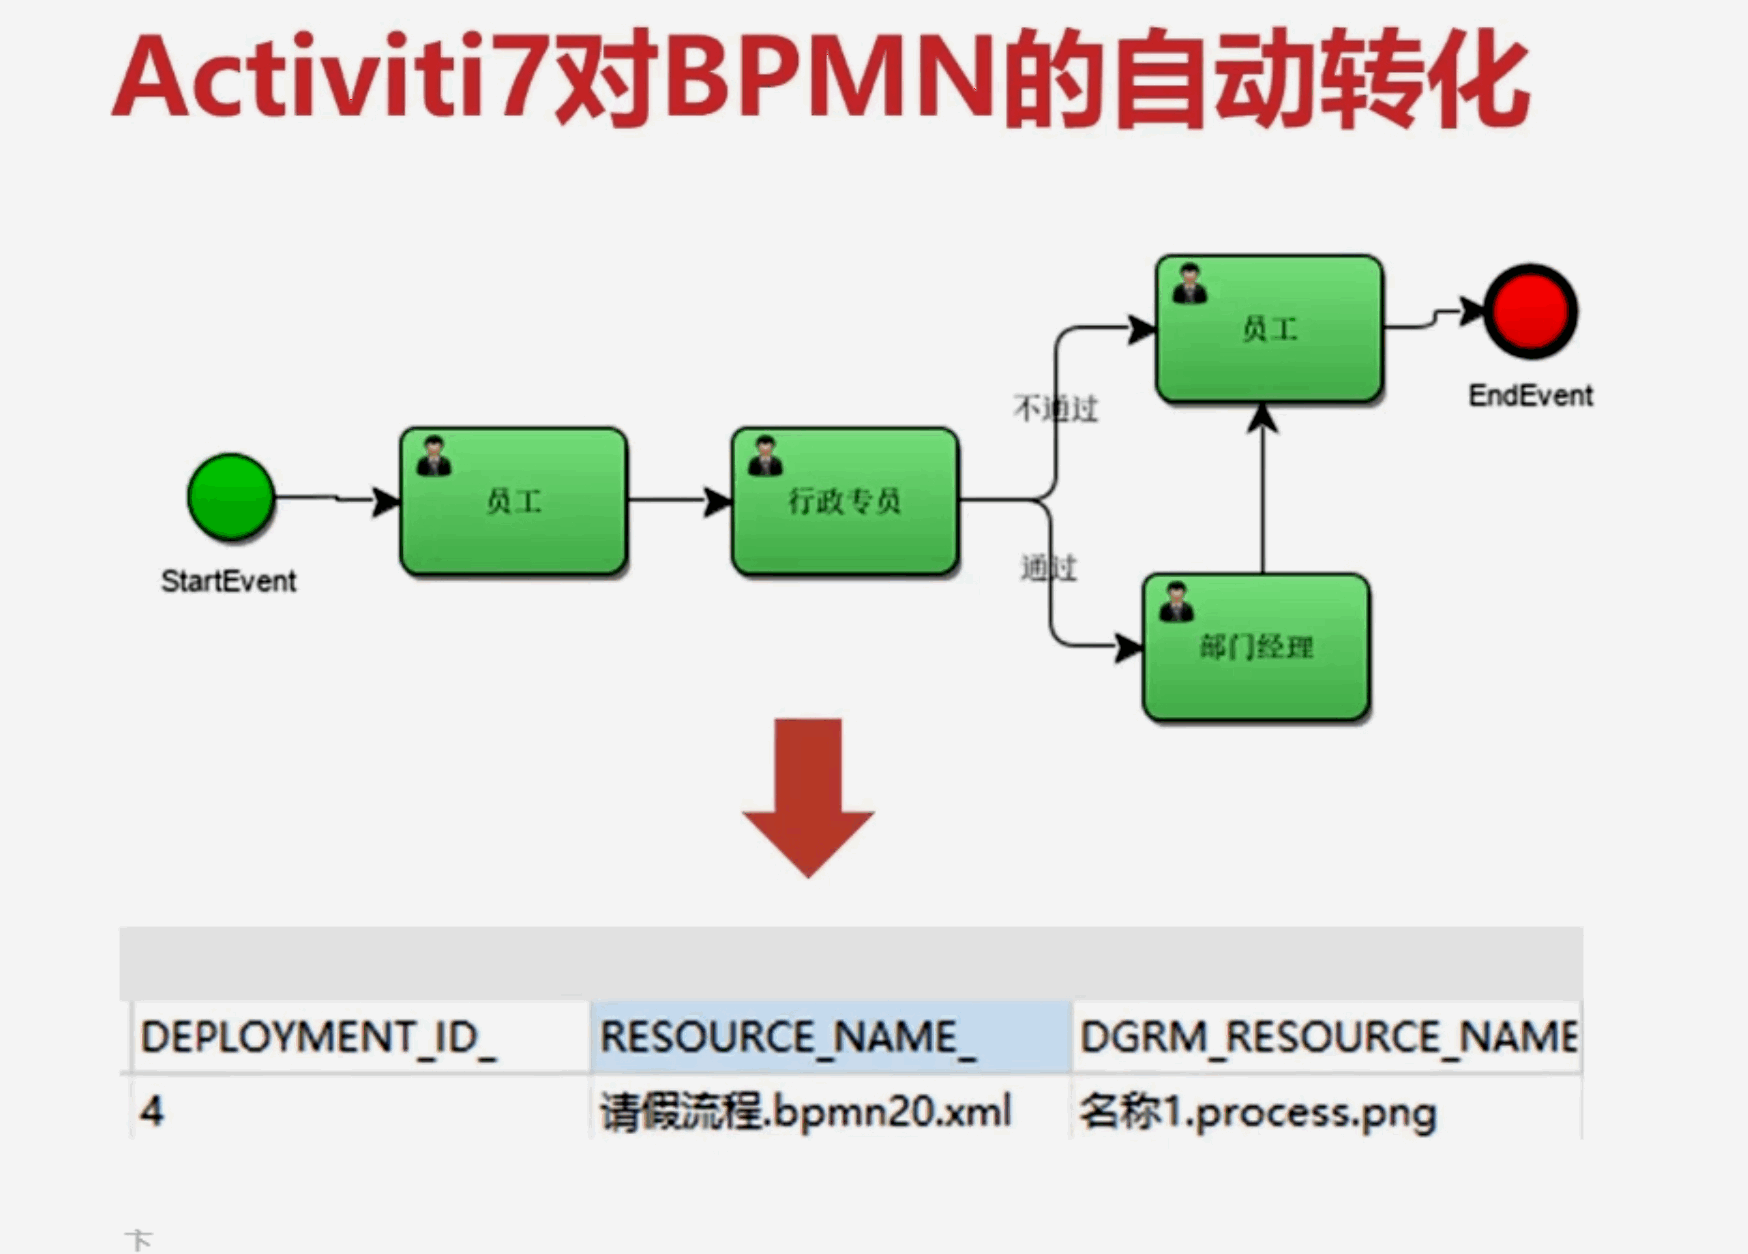 Activiti7对BPMN的自动转化
员工
EndEvent
不通过
员工
行政专员
StartEvent
通过
部门经理
DEPLOYMENT_ID_ RESOURCE_NAME_ DGRM_RESOURCE_NAME
4 请假流程.bpmn20.xml 名称1.process.png